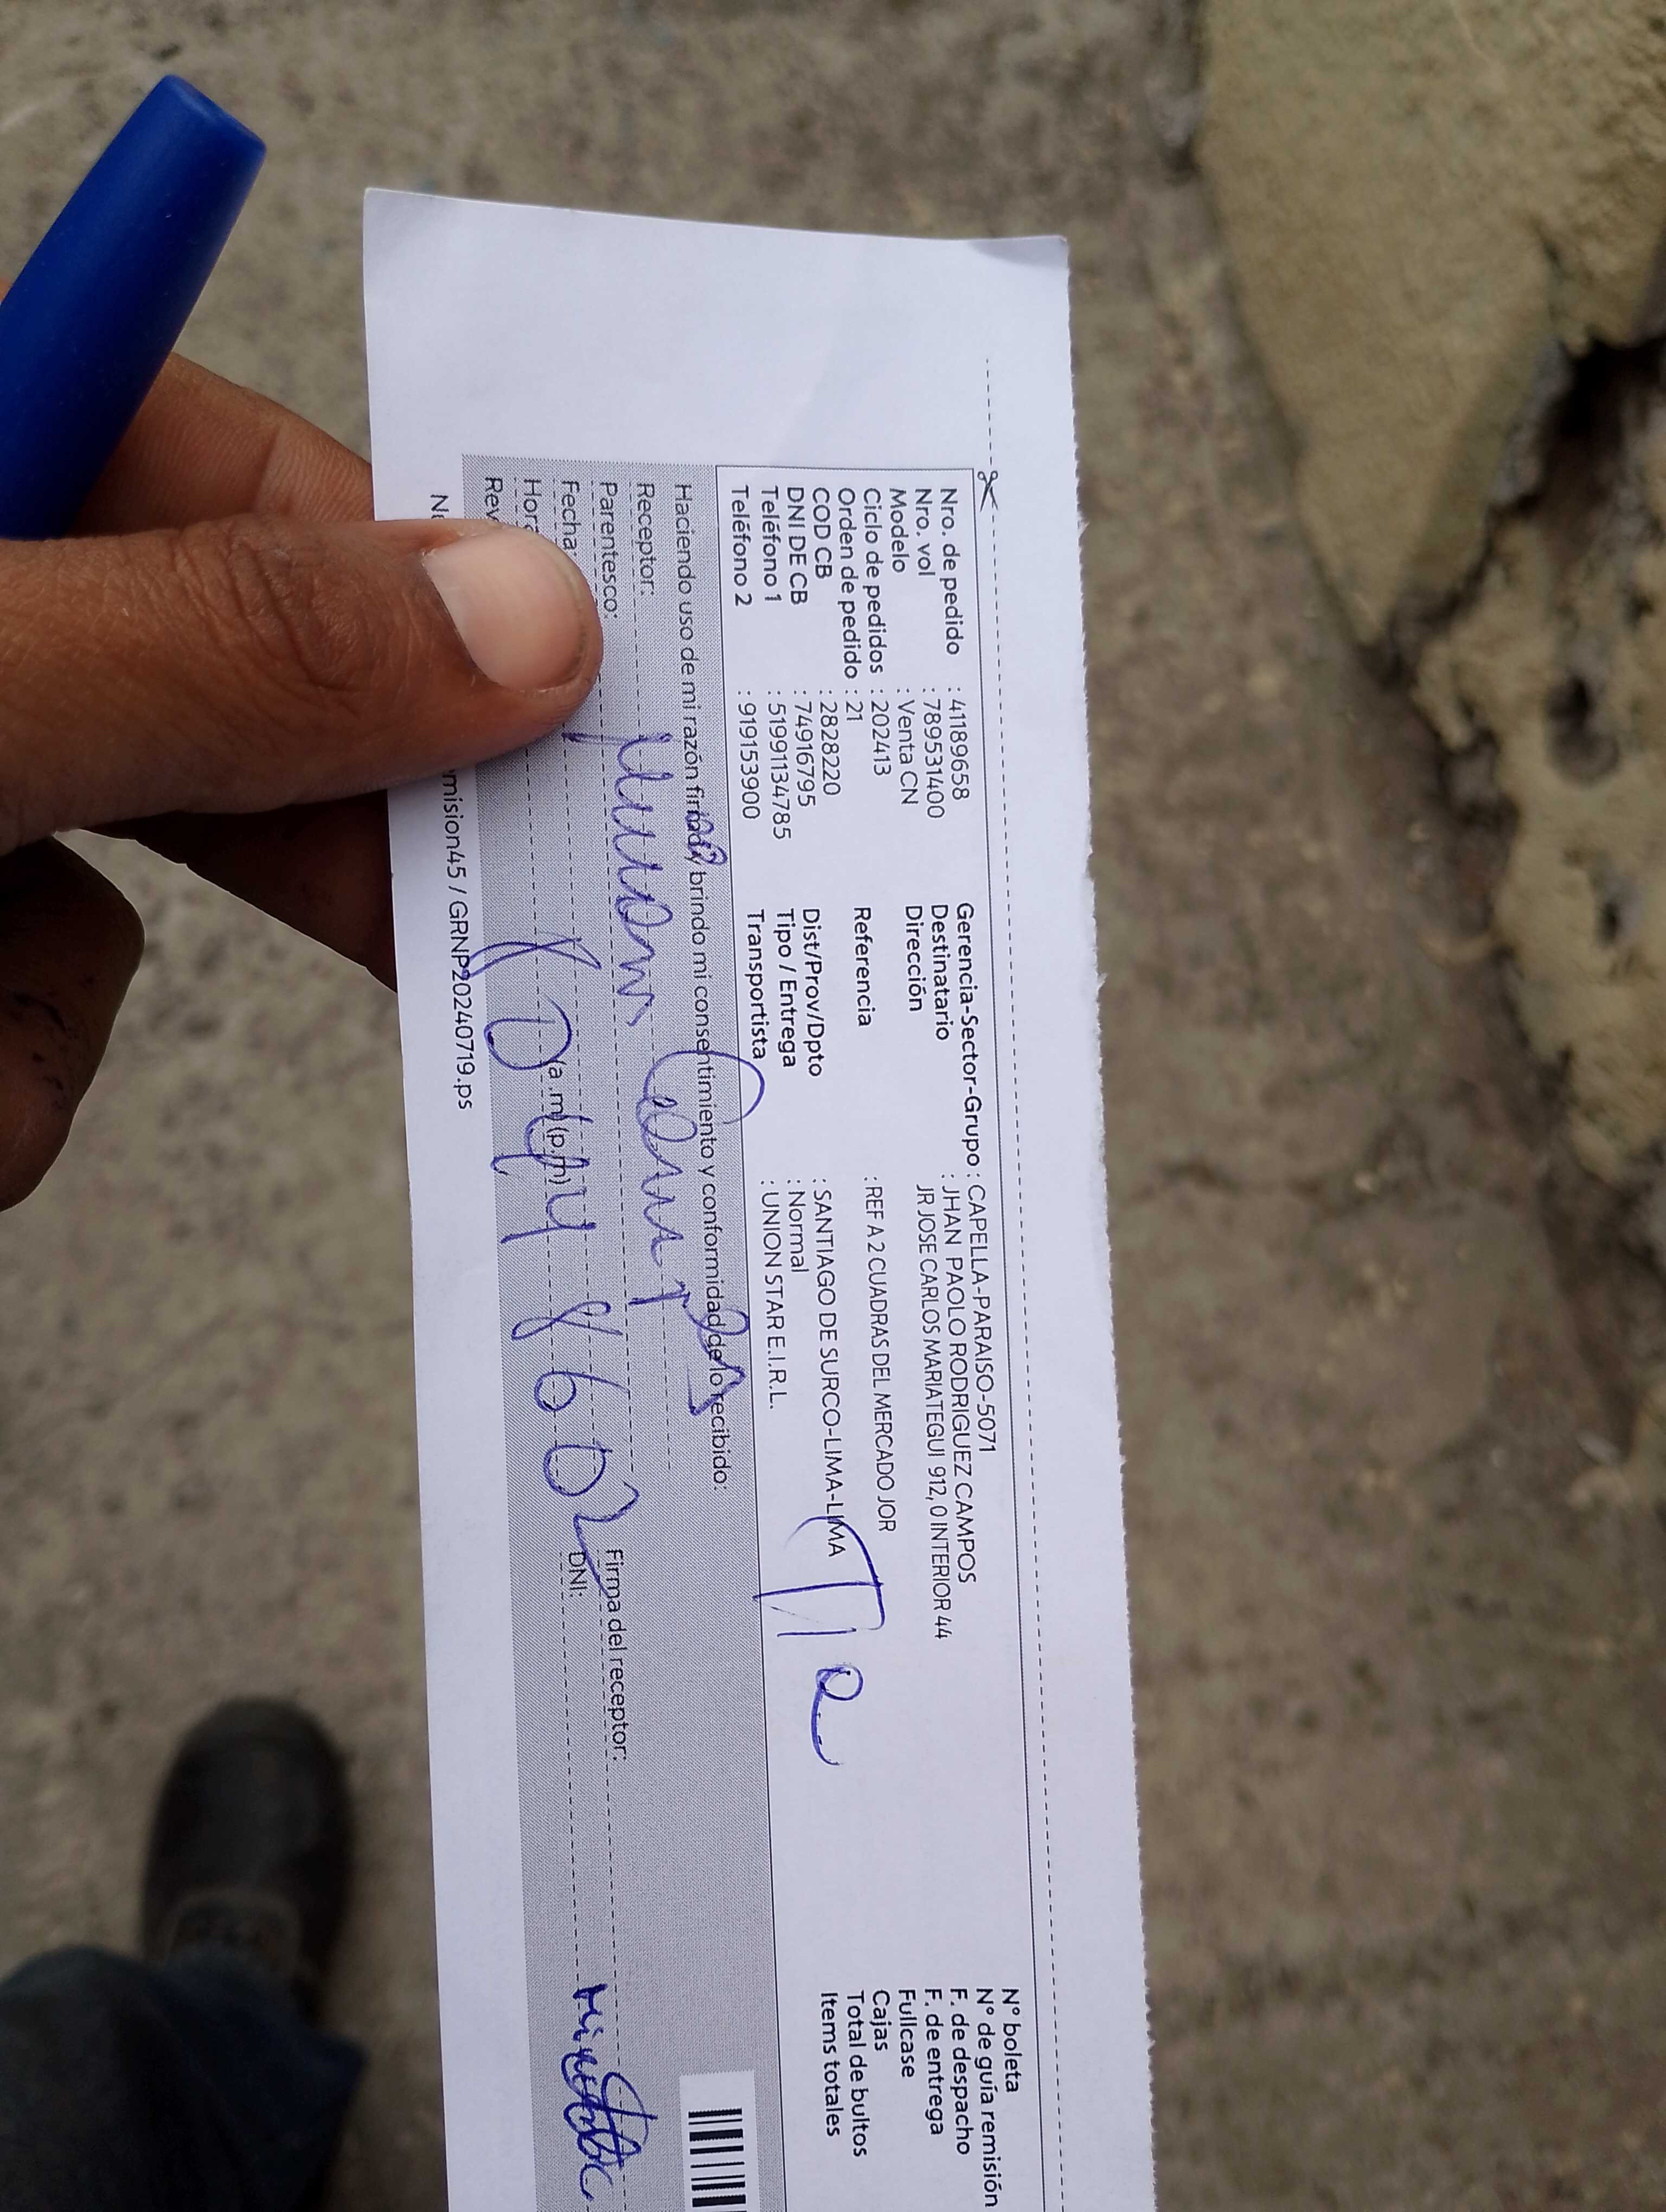 Nro. de pedido : 41189658
Nro. vol : 789531400
Modelo : Venta CN
Ciclo de pedidos : 202413
Orden de pedido : 21
COD CB : 2828220
DNI DE CB : 74916795
Teléfono 1 : 51991134785
Teléfono 2 : 919153900
Gerencia-Sector-Grupo : CAPELLA-PARAISO-5071
Destinatario : JHAN PAOLO RODRIGUEZ CAMPOS
Dirección JR JOSE CARLOS MARIATEGUI 912, 0 INTERIOR 44
Referencia : REF A 2 CUADRAS DEL MERCADO JOR
Dist/Prov/Dpto : SANTIAGO DE SURCO-LIMA-LIMA
Tipo / Entrega : Normal
Transportista : UNION STAR E.I.R.L.
N° boleta
N° de guía remisión
F. de despacho
F. de entrega
Fullcase
Cajas
Total de bultos
Items totales
Haciendo uso de mi razón brindo mi consentimiento y conformidad de lo recibido:
Receptor:
Parentesco:
Fecha:
(a.m) (p.m)
Firma del receptor:
DNI:
mision45 / GRNP20240719.ps